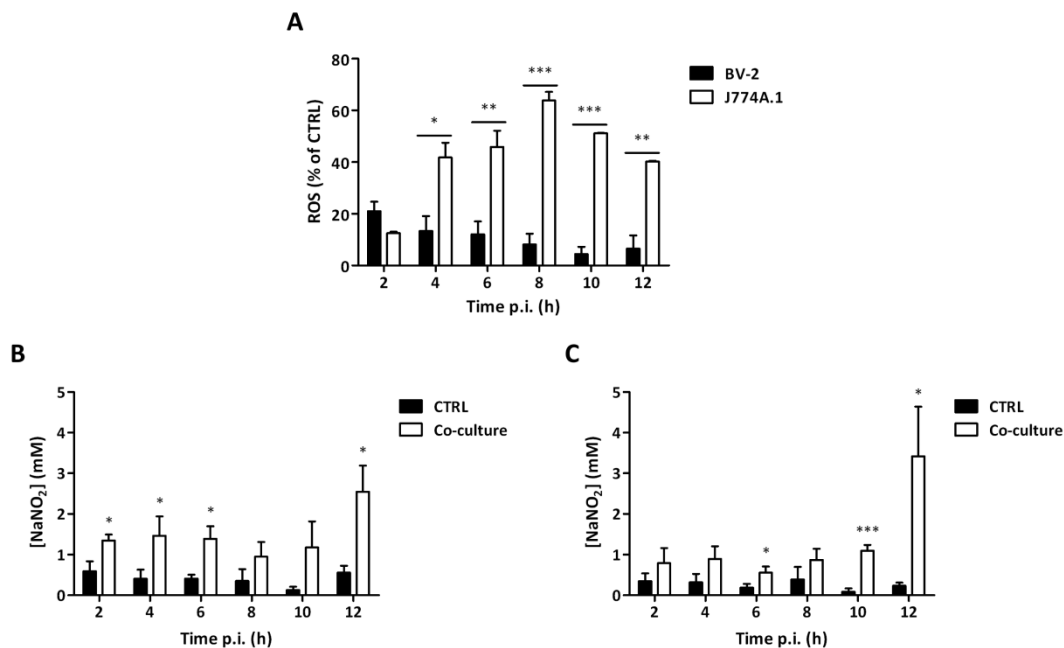 A
ROS (% of CTRL)
80
60
40
20
0
*
**
***
***
**
2 4 6 8 10 12
Time p.i. (h)
BV-2
J774A.1
B
[NaNO₂] (mM)
5
4
3
2
1
0
* * * *
2 4 6 8 10 12
Time p.i. (h)
CTRL
Co-culture
C
[NaNO₂] (mM)
5
4
3
2
1
0
* *** *
2 4 6 8 10 12
Time p.i. (h)
CTRL
Co-culture